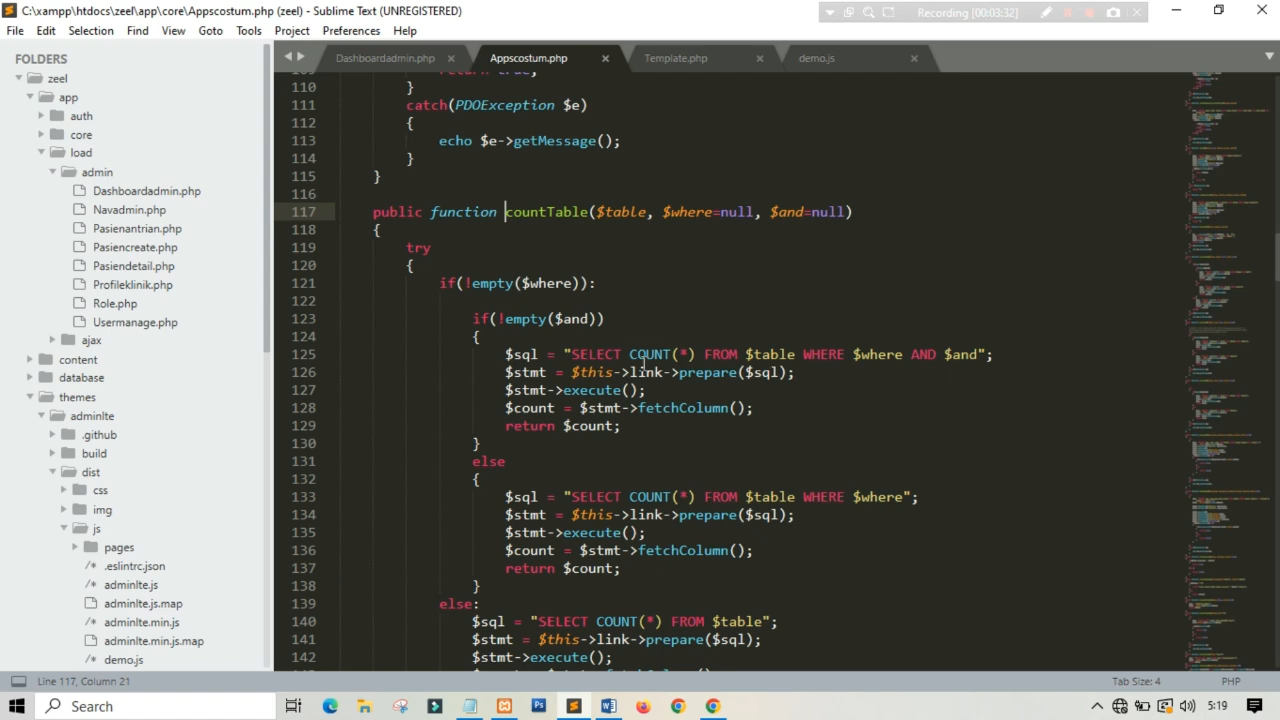 C:\xampp\htdocs\zeel\app\core\Appscostum.php (zeel) - Sublime Text (UNREGISTERED)
Recording [00:03:32]
File Edit Selection Find View Goto Tools Project Preferences Help
FOLDERS
zeel
app
auth
core
load
admin
Dashboardadmin.php
Navadmin.php
Pasienantrian.php
Pasiencreate.php
Pasiendetail.php
Profileklinik.php
Role.php
Usermanage.php
ajax
content
database
themes
adminlte
.github
build
dist
css
img
js
pages
.eslintrc.json
adminlte.js
adminlte.js.map
adminlte.min.js
adminlte.min.js.map
demo.js
Dashboardadmin.php Appscostum.php Template.php demo.js
109 return true;
110 }
111 catch(PDOException $e)
112 {
113 echo $e->getMessage();
114 }
115 }
116
117 public function countTable($table, $where=null, $and=null)
118 {
119 try
120 {
121 if(!empty($where)):
122
123 if(!empty($and))
124 {
125 $sql = "SELECT COUNT(*) FROM $table WHERE $where AND $and";
126 $stmt = $this->link->prepare($sql);
127 $stmt->execute();
128 $count = $stmt->fetchColumn();
129 return $count;
130 }
131 else
132 {
133 $sql = "SELECT COUNT(*) FROM $table WHERE $where";
134 $stmt = $this->link->prepare($sql);
135 $stmt->execute();
136 $count = $stmt->fetchColumn();
137 return $count;
138 }
139 else:
140 $sql = "SELECT COUNT(*) FROM $table";
141 $stmt = $this->link->prepare($sql);
142 $stmt->execute();
Line 117, Column 21
Tab Size: 4
PHP
Search
5:19